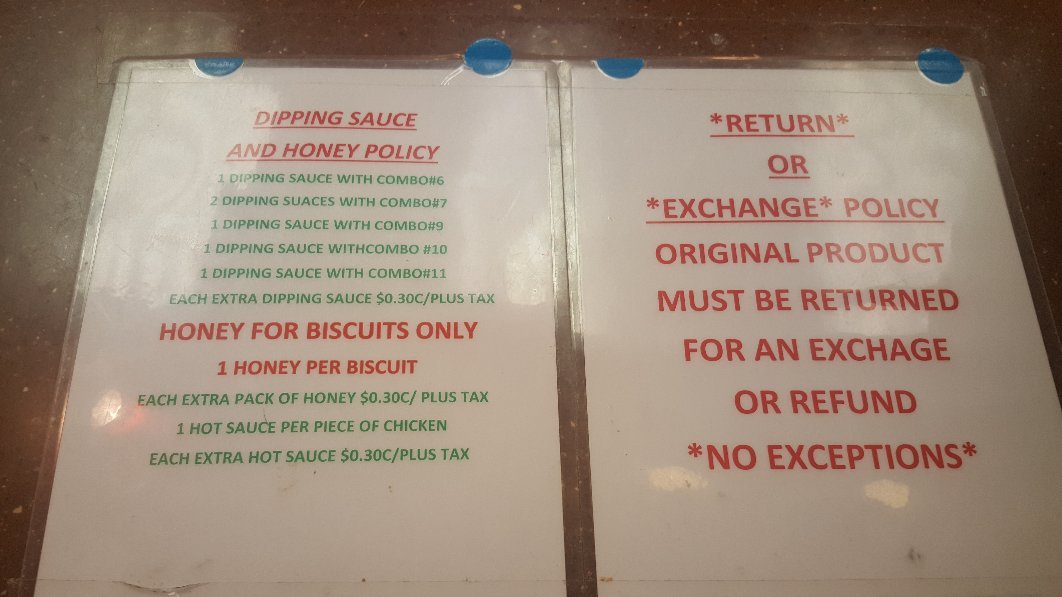 DIPPING SAUCE
AND HONEY POLICY
1 DIPPING SAUCE WITH COMBO#6
2 DIPPING SUACES WITH COMBO#7
1 DIPPING SAUCE WITH COMBO#9
1 DIPPING SAUCE WITHCOMBO #10
1 DIPPING SAUCE WITH COMBO#11
EACH EXTRA DIPPING SAUCE $0.30C/PLUS TAX
HONEY FOR BISCUITS ONLY
1 HONEY PER BISCUIT
EACH EXTRA PACK OF HONEY $0.30C/ PLUS TAX
1 HOT SAUCE PER PIECE OF CHICKEN
EACH EXTRA HOT SAUCE $0.30C/PLUS TAX
*RETURN*
OR
*EXCHANGE* POLICY
ORIGINAL PRODUCT
MUST BE RETURNED
FOR AN EXCHAGE
OR REFUND
*NO EXCEPTIONS*